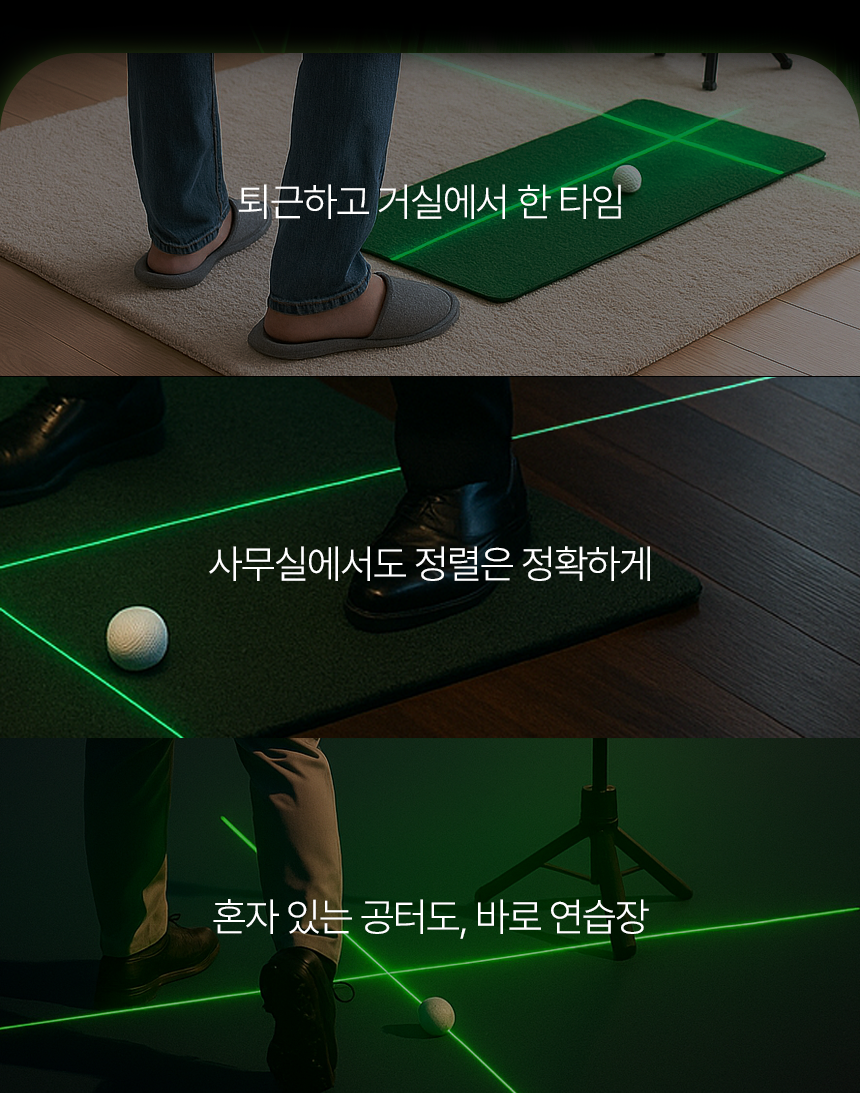 퇴근하고 거실에서 한 타임
사무실에서도 정렬은 정확하게
혼자 있는 공터도, 바로 연습장